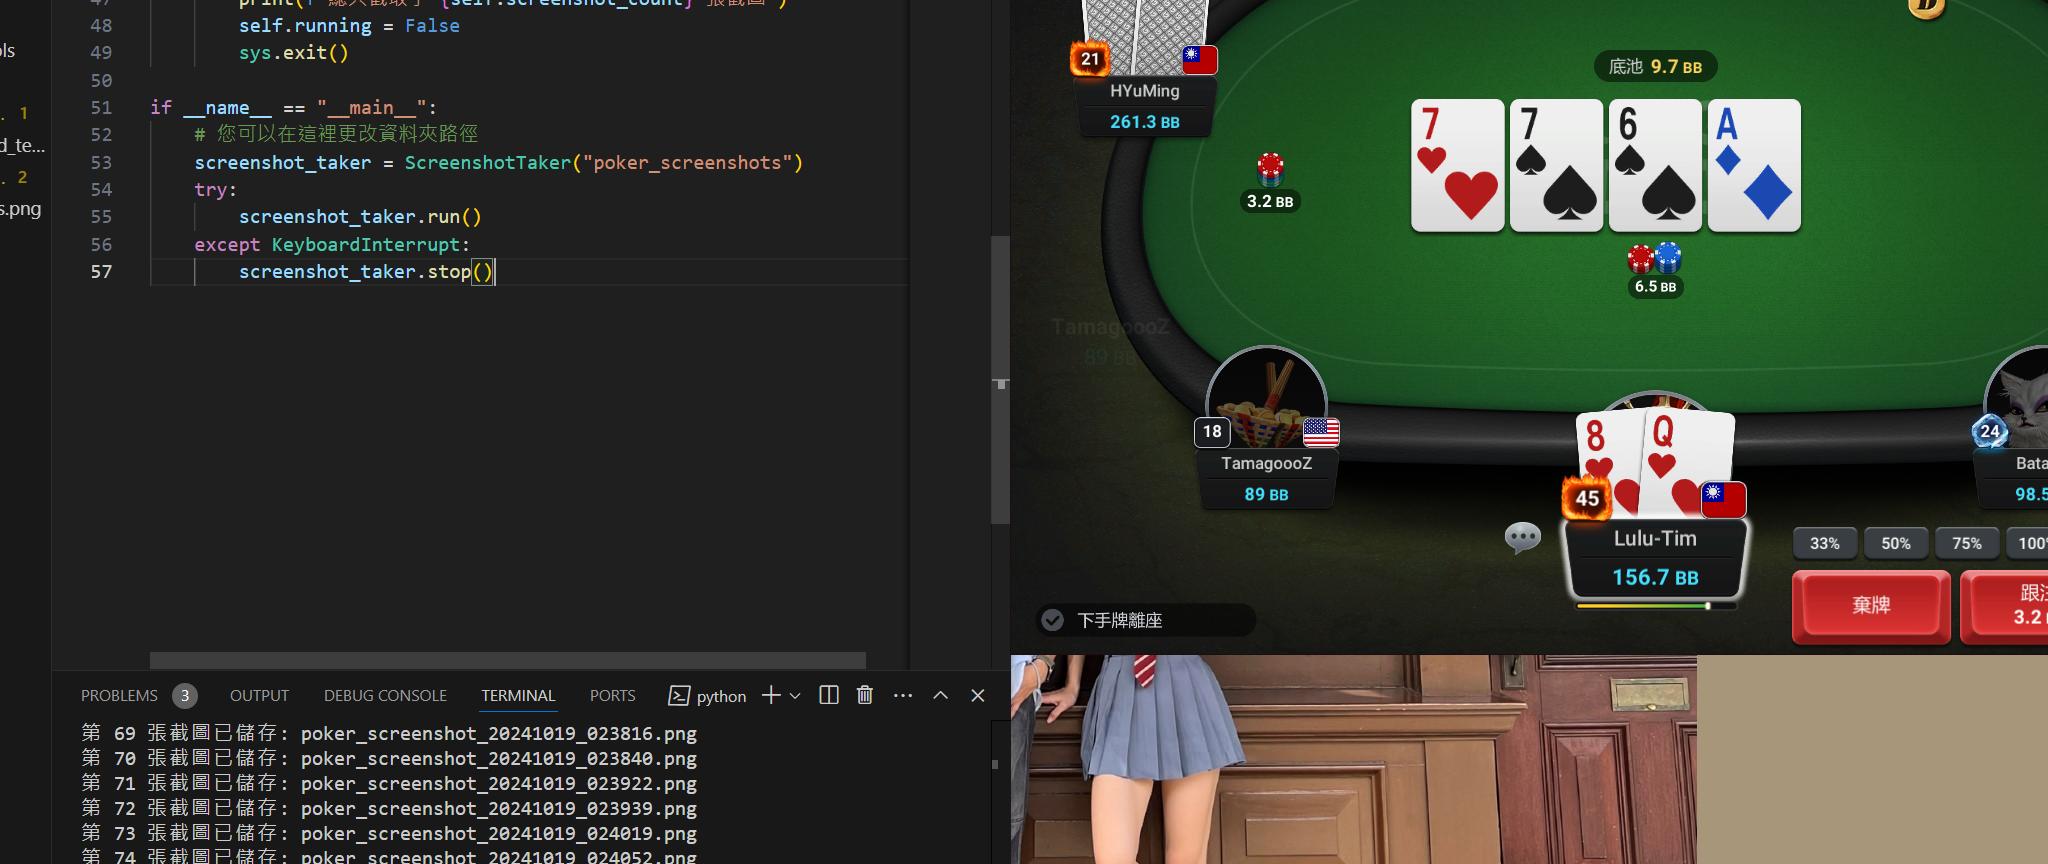 ols
1
d_te...
2
s.png
47
print(f"總共截取了 {self.screenshot_count} 張截圖")
48 self.running = False
49 sys.exit()
50
51 if __name__ == "__main__":
52 # 您可以在這裡更改資料夾路徑
53 screenshot_taker = ScreenshotTaker("poker_screenshots")
54 try:
55 screenshot_taker.run()
56 except KeyboardInterrupt:
57 screenshot_taker.stop()
PROBLEMS 3 OUTPUT DEBUG CONSOLE TERMINAL PORTS python
第 69 張截圖已儲存: poker_screenshot_20241019_023816.png
第 70 張截圖已儲存: poker_screenshot_20241019_023840.png
第 71 張截圖已儲存: poker_screenshot_20241019_023922.png
第 72 張截圖已儲存: poker_screenshot_20241019_023939.png
第 73 張截圖已儲存: poker_screenshot_20241019_024019.png
第 74 張截圖已儲存: poker_screenshot_20241019_024052.png
D
21
HYuMing
261.3 BB
底池 9.7 BB
7 7 6 A
3.2 BB
6.5 BB
TamagoooZ
89 BB
18
TamagoooZ
89 BB
8 Q
45
Lulu-Tim
156.7 BB
24
Bata
98.5
33% 50% 75% 100%
棄牌
跟注
3.2
下手牌離座